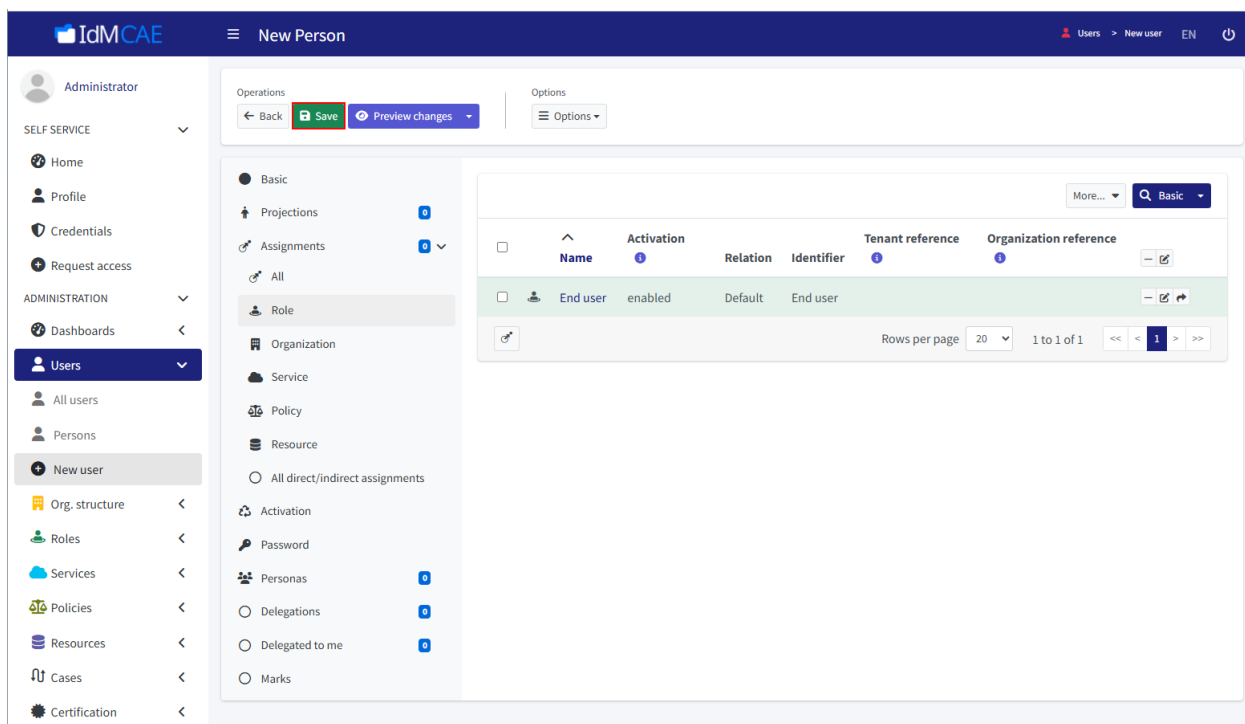 IdMCAE
New Person
Users > New user EN
Administrator
SELF SERVICE
Home
Profile
Credentials
Request access
ADMINISTRATION
Dashboards
Users
All users
Persons
New user
Org. structure
Roles
Services
Policies
Resources
Cases
Certification
Operations
Back Save Preview changes
Options
Options
Basic
Projections 0
Assignments 0
All
Role
Organization
Service
Policy
Resource
All direct/indirect assignments
Activation
Password
Personas 0
Delegations 0
Delegated to me 0
Marks
More... Basic
Name Activation Relation Identifier Tenant reference Organization reference
End user enabled Default End user
Rows per page 20 1 to 1 of 1 << < 1 > >>